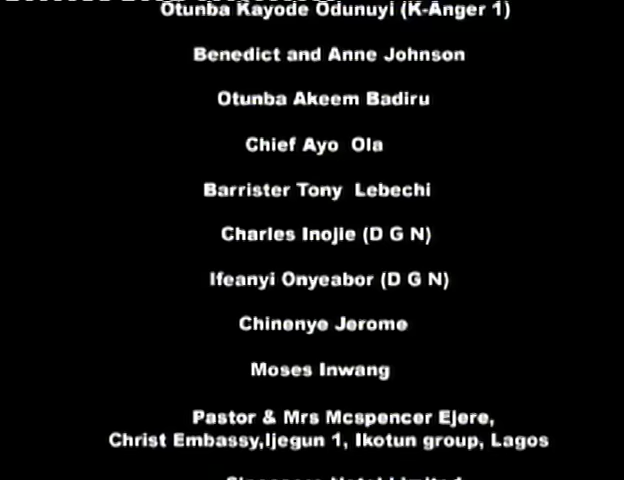 Otunba Kayode Odunuyi (K-Anger 1)
Benedict and Anne Johnson
Otunba Akeem Badiru
Chief Ayo Ola
Barrister Tony Lebechi
Charles Inojie (D G N)
Ifeanyi Onyeabor (D G N)
Chinenye Jerome
Moses Inwang
Pastor & Mrs Mcspencer Ejere,
Christ Embassy,Ijegun 1, Ikotun group, Lagos